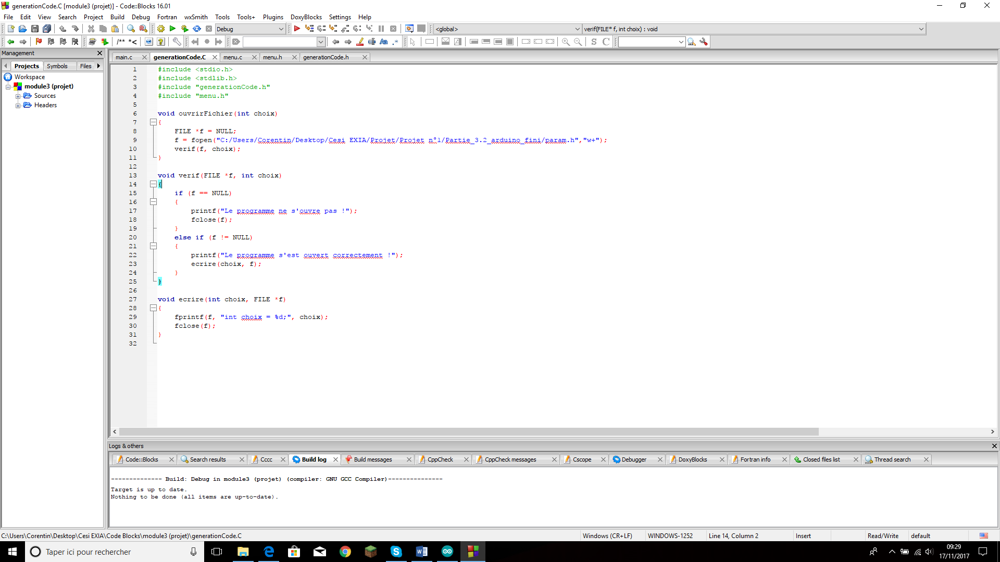 generationCode.C [module3 (projet)] - Code::Blocks 16.01
File Edit View Search Project Build Debug Fortran wxSmith Tools Tools+ Plugins DoxyBlocks Settings Help
Debug
<global>
verif(FILE* f, int choix) : void
/** *<
S C
Management
main.c
generationCode.C
menu.c
menu.h
generationCode.h
Projects Symbols Files
Workspace
module3 (projet)
Sources
Headers
1 #include <stdio.h>
2 #include <stdlib.h>
3 #include "generationCode.h"
4 #include "menu.h"
5
6 void ouvrirFichier(int choix)
7 {
8 FILE *f = NULL;
9 f = fopen("C:/Users/Corentin/Desktop/Cesi EXIA/Projet/Projet n°1/Partie_3.2_arduino_fini/param.h","w+");
10 verif(f, choix);
11 }
12
13 void verif(FILE *f, int choix)
14 {
15 if (f == NULL)
16 {
17 printf("Le programme ne s'ouvre pas !");
18 fclose(f);
19 }
20 else if (f != NULL)
21 {
22 printf("Le programme s'est ouvert correctement !");
23 ecrire(choix, f);
24 }
25 }
26
27 void ecrire(int choix, FILE *f)
28 {
29 fprintf(f, "int choix = %d;", choix);
30 fclose(f);
31 }
32
Logs & others
Code::Blocks
Search results
Cccc
Build log
Build messages
CppCheck
CppCheck messages
Cscope
Debugger
DoxyBlocks
Fortran info
Closed files list
Thread search
-------------- Build: Debug in module3 (projet) (compiler: GNU GCC Compiler)---------------
Target is up to date.
Nothing to be done (all items are up-to-date).
C:\Users\Corentin\Desktop\Cesi EXIA\Code Blocks\module3 (projet)\generationCode.C
Windows (CR+LF)
WINDOWS-1252
Line 14, Column 2
Insert
Read/Write
default
Taper ici pour rechercher
09:29
17/11/2017